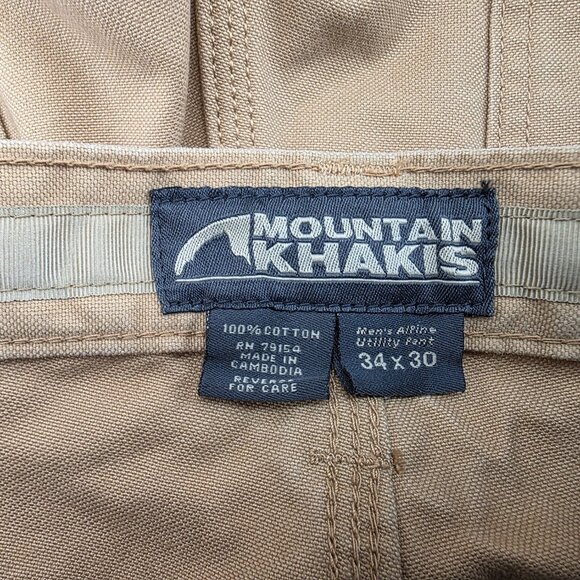 MOUNTAIN
KHAKIS
100% COTTON
RN 79154
MADE IN
CAMBODIA
REVERSE
FOR CARE
Men's Alpine
Utility Pant
34 x 30